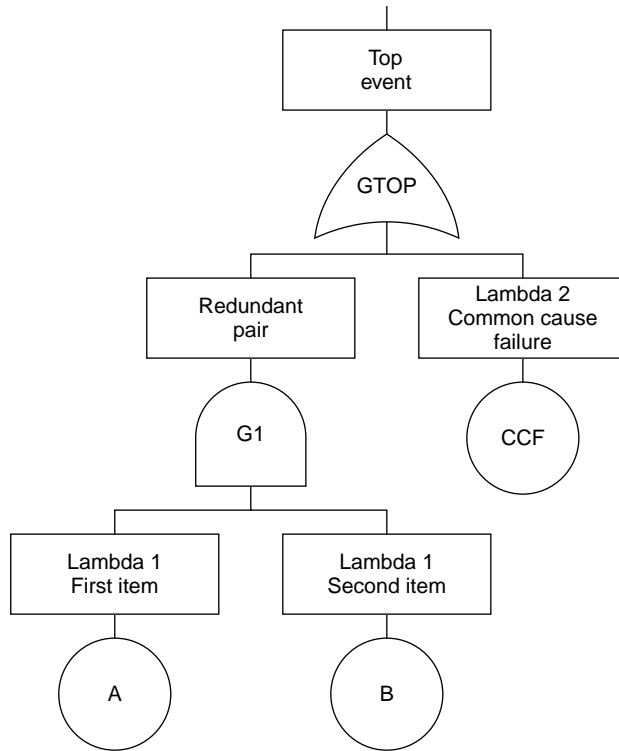 Top
event
GTOP
Redundant
pair
Lambda 2
Common cause
failure
G1
CCF
Lambda 1
First item
Lambda 1
Second item
A
B